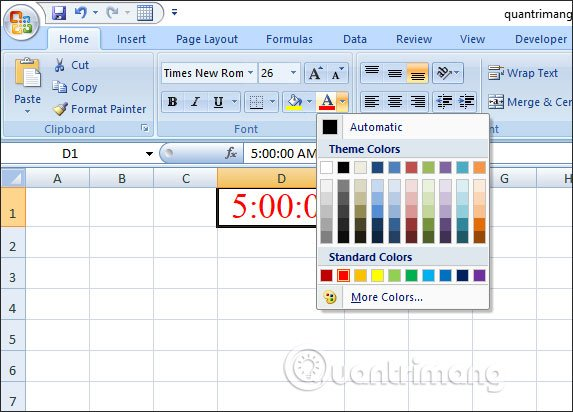 quantrimang
Home Insert Page Layout Formulas Data Review View Developer
Cut
Copy
Format Painter
Paste
Clipboard
Times New Rom 26 A A
B I U A
Font
Wrap Text
Merge & Cen
Alignment
D1 fx 5:00:00 AM
Automatic
Theme Colors
Standard Colors
More Colors...
A B C D G H
1 5:00:0
2
3
4
5
6
7
Quantrimang